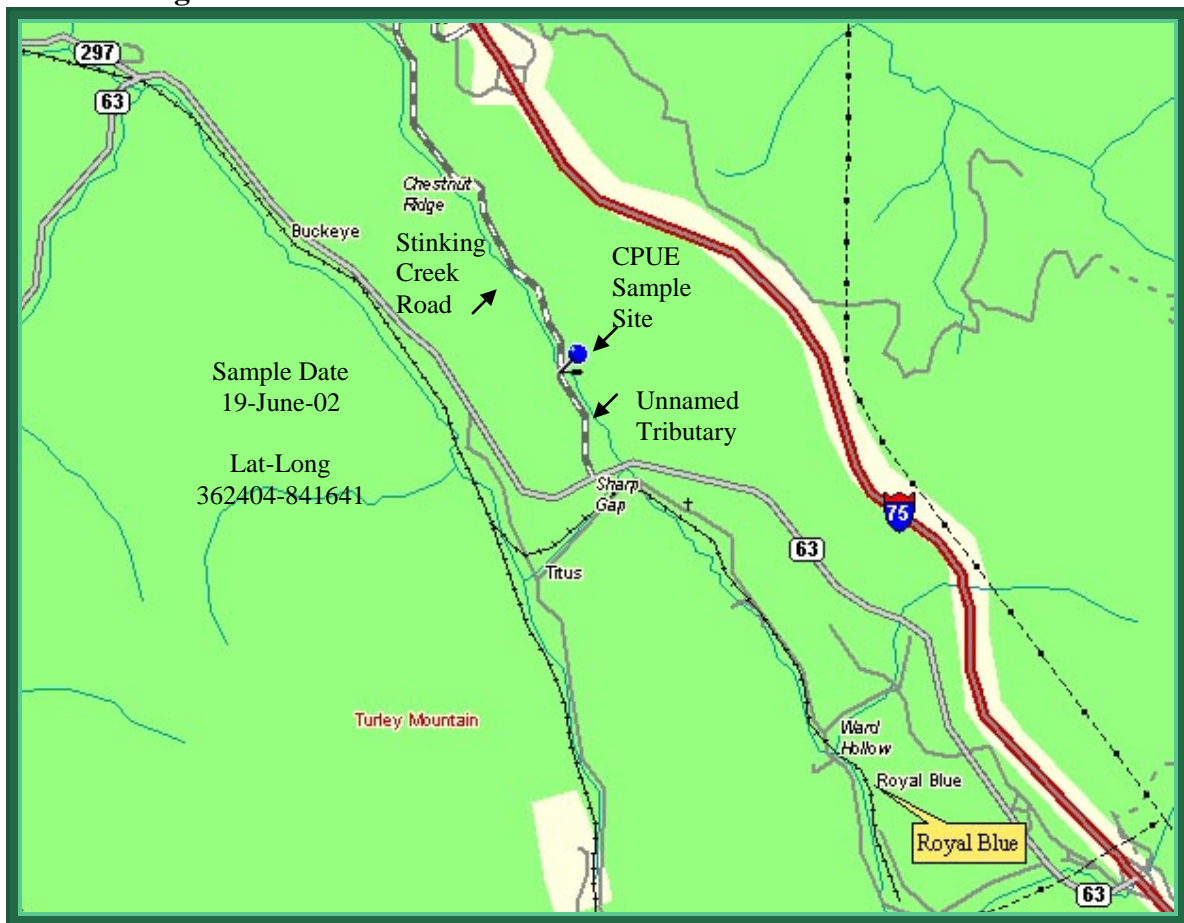 297
63
Chestnut
Ridge
Buckeye
Stinking
Creek
Road
CPUE
Sample
Site
Sample Date
19-June-02
Unnamed
Tributary
Lat-Long
362404-841641
Sharp
Gap
75
63
Titus
Turley Mountain
Ward
Hollow
Royal Blue
Royal Blue
63